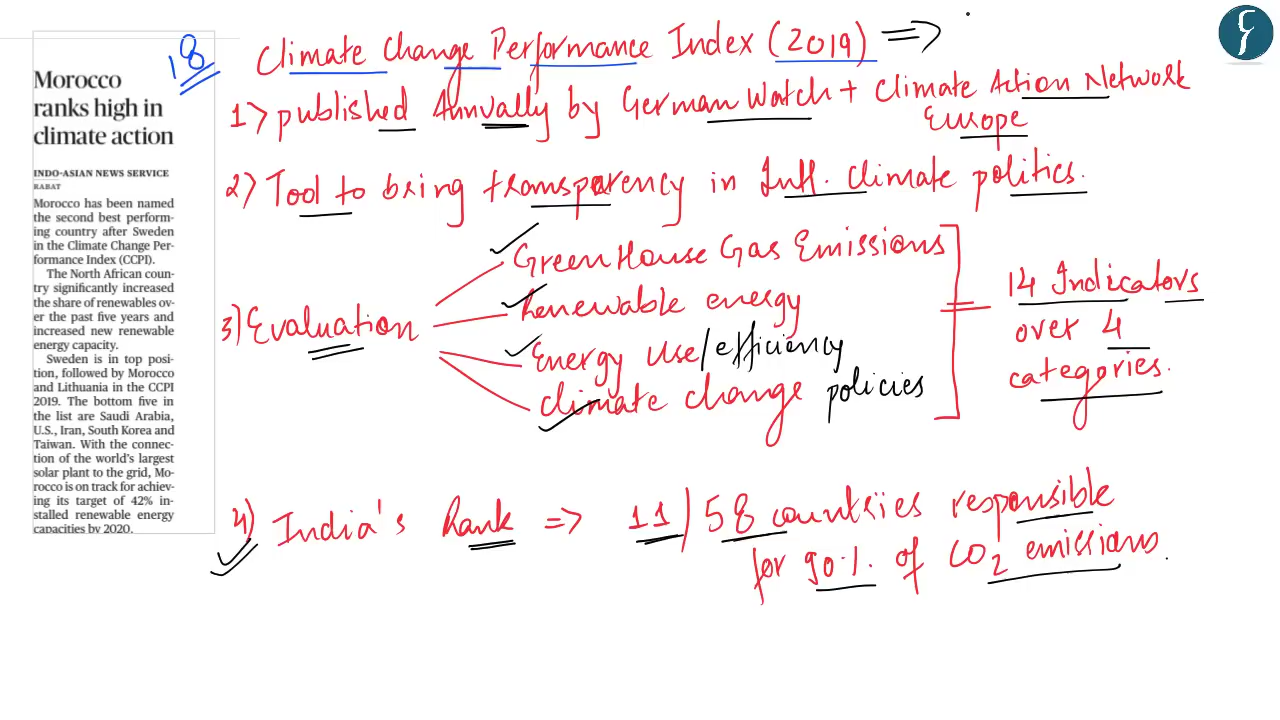 Morocco
ranks high in
climate action
INDO-ASIAN NEWS SERVICE
RABAT
Morocco has been named
the second best perform-
ing country after Sweden
in the Climate Change Per-
formance Index (CCPI).
The North African coun-
try significantly increased
the share of renewables ov-
er the past five years and
increased new renewable
energy capacity.
Sweden is in top posi-
tion, followed by Morocco
and Lithuania in the CCPI
2019. The bottom five in
the list are Saudi Arabia,
U.S., Iran, South Korea and
Taiwan. With the connec-
tion of the world's largest
solar plant to the grid, Mo-
rocco is on track for achiev-
ing its target of 42% in-
stalled renewable energy
capacities by 2020.
18
Climate Change Performance Index (2019) =>
1> published Annually by German Watch + Climate Action Network
Europe
2) Tool to bring transparency in Intl. climate politics.
3) Evaluation
GreenHouse Gas Emissions
Renewable energy
Energy Use/efficiency
climate change policies
14 Indicators
over 4
categories.
4) India's Rank => 11/58 countries responsible
for 90% of CO2 emissions.